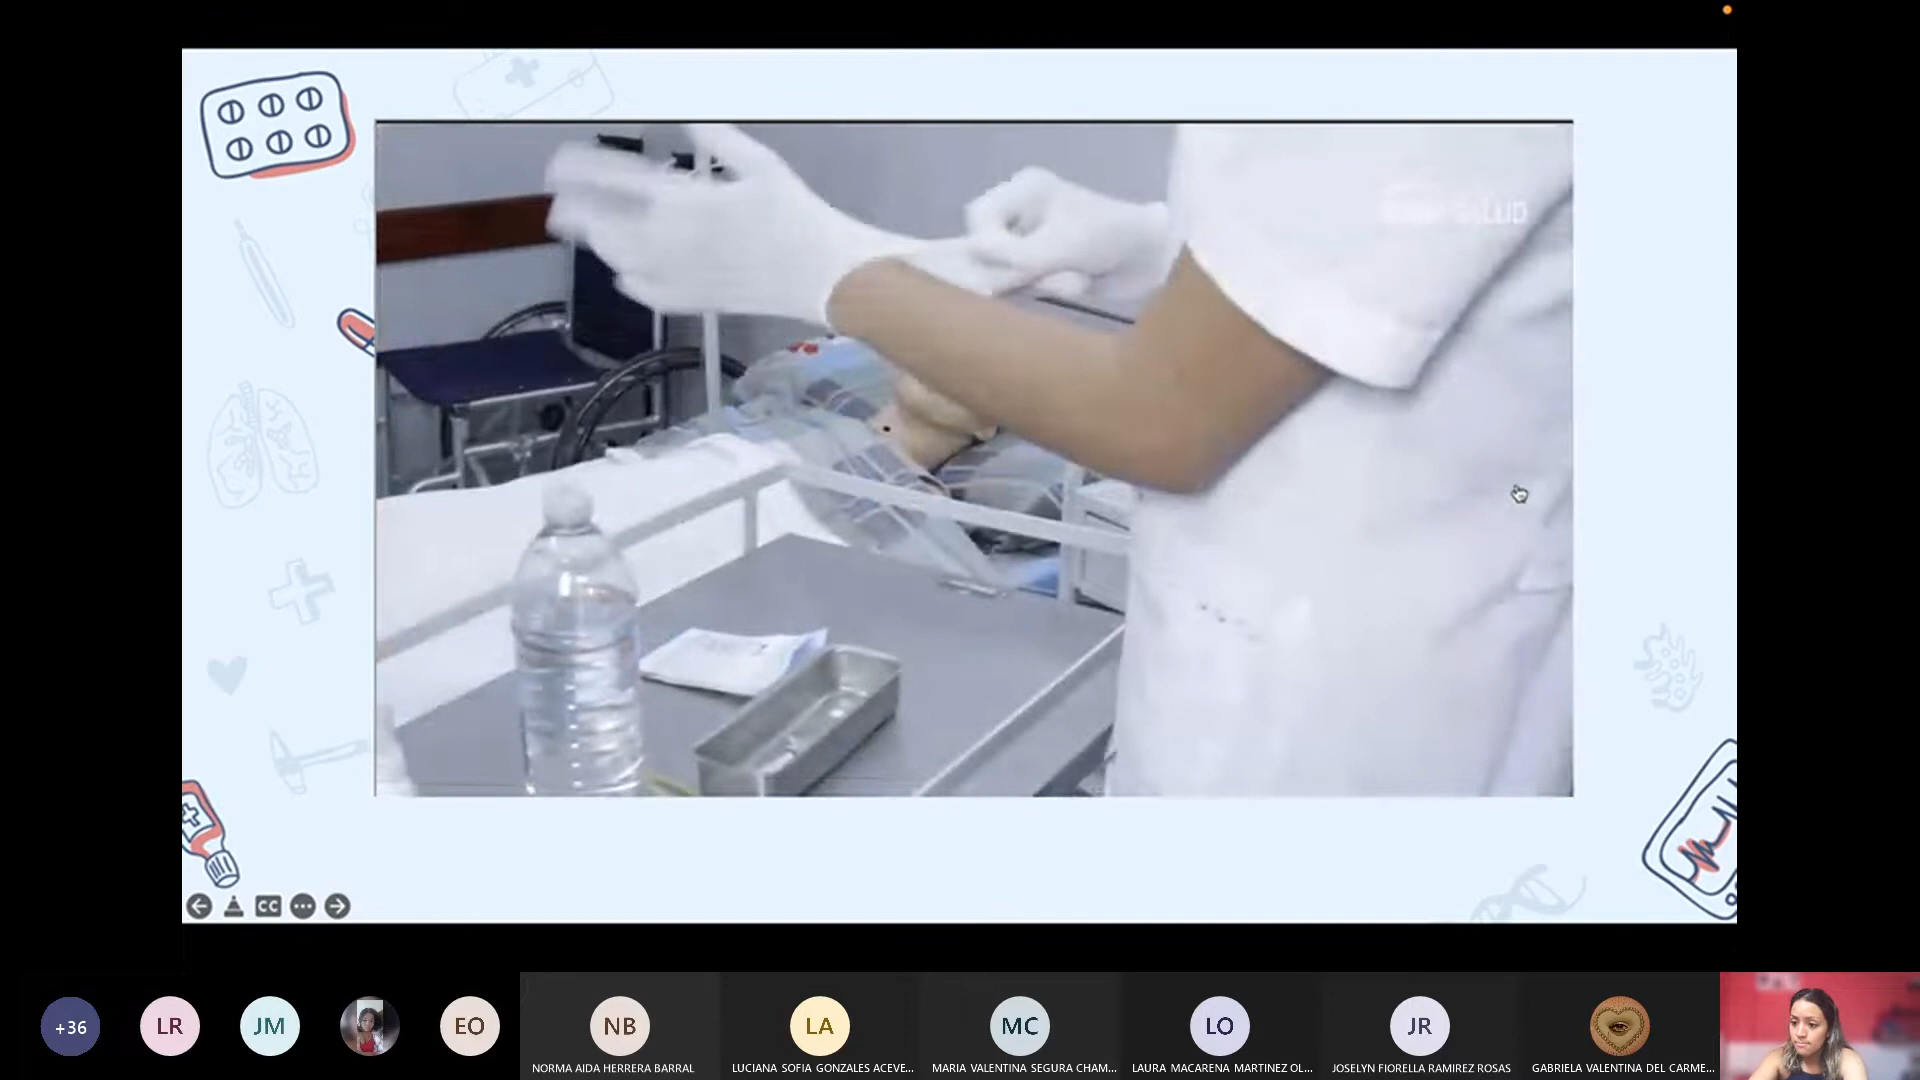 SALUD
CC
+36
LR
JM
EO
NB
LA
MC
LO
JR
NORMA AIDA HERRERA BARRAL
LUCIANA SOFIA GONZALES ACEVE...
MARIA VALENTINA SEGURA CHAM...
LAURA MACARENA MARTINEZ OL...
JOSELYN FIORELLA RAMIREZ ROSAS
GABRIELA VALENTINA DEL CARME...